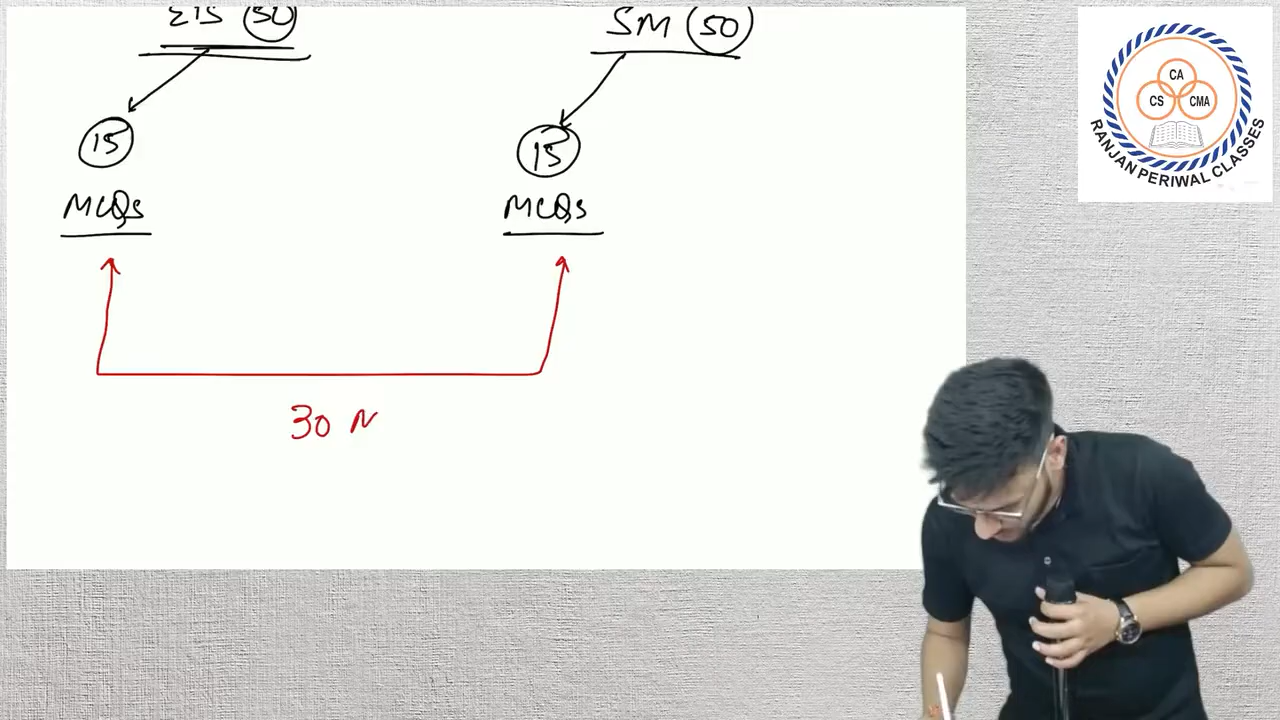 EIS 50
SM 50
15
15
MCQs
MCQs
30 M
CA
CS
CMA
RANJAN PERIWAL CLASSES